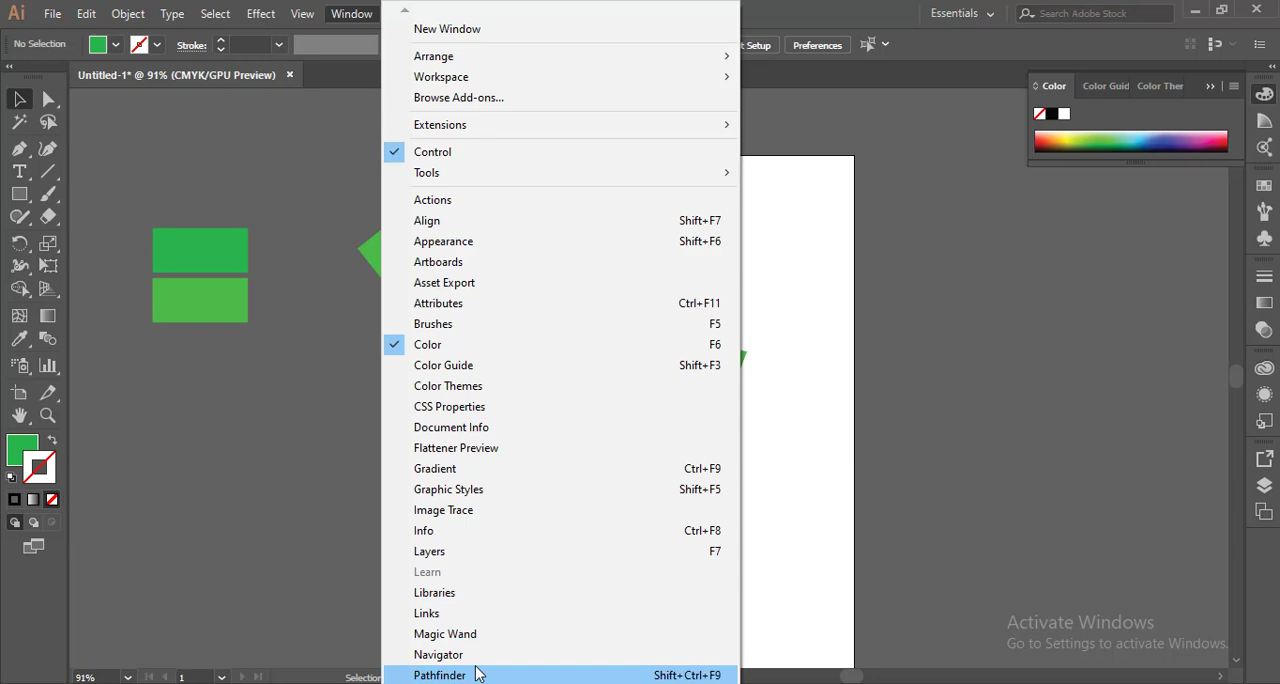 Ai File Edit Object Type Select Effect View Window Essentials Search Adobe Stock
No Selection Stroke: Setup Preferences
Untitled-1* @ 91% (CMYK/GPU Preview)
Color Color Guid Color Ther
New Window
Arrange
Workspace
Browse Add-ons...
Extensions
Control
Tools
Actions
Align Shift+F7
Appearance Shift+F6
Artboards
Asset Export
Attributes Ctrl+F11
Brushes F5
Color F6
Color Guide Shift+F3
Color Themes
CSS Properties
Document Info
Flattener Preview
Gradient Ctrl+F9
Graphic Styles Shift+F5
Image Trace
Info Ctrl+F8
Layers F7
Learn
Libraries
Links
Magic Wand
Navigator
Pathfinder Shift+Ctrl+F9
Activate Windows
Go to Settings to activate Windows.
91% 1 Selection